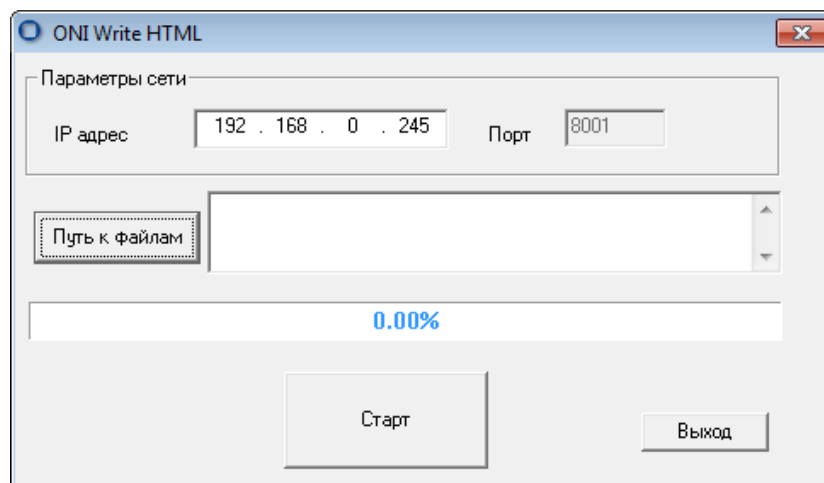 ONI Write HTML
Параметры сети
IP адрес 192 . 168 . 0 . 245 Порт 8001
Путь к файлам
0.00%
Старт
Выход